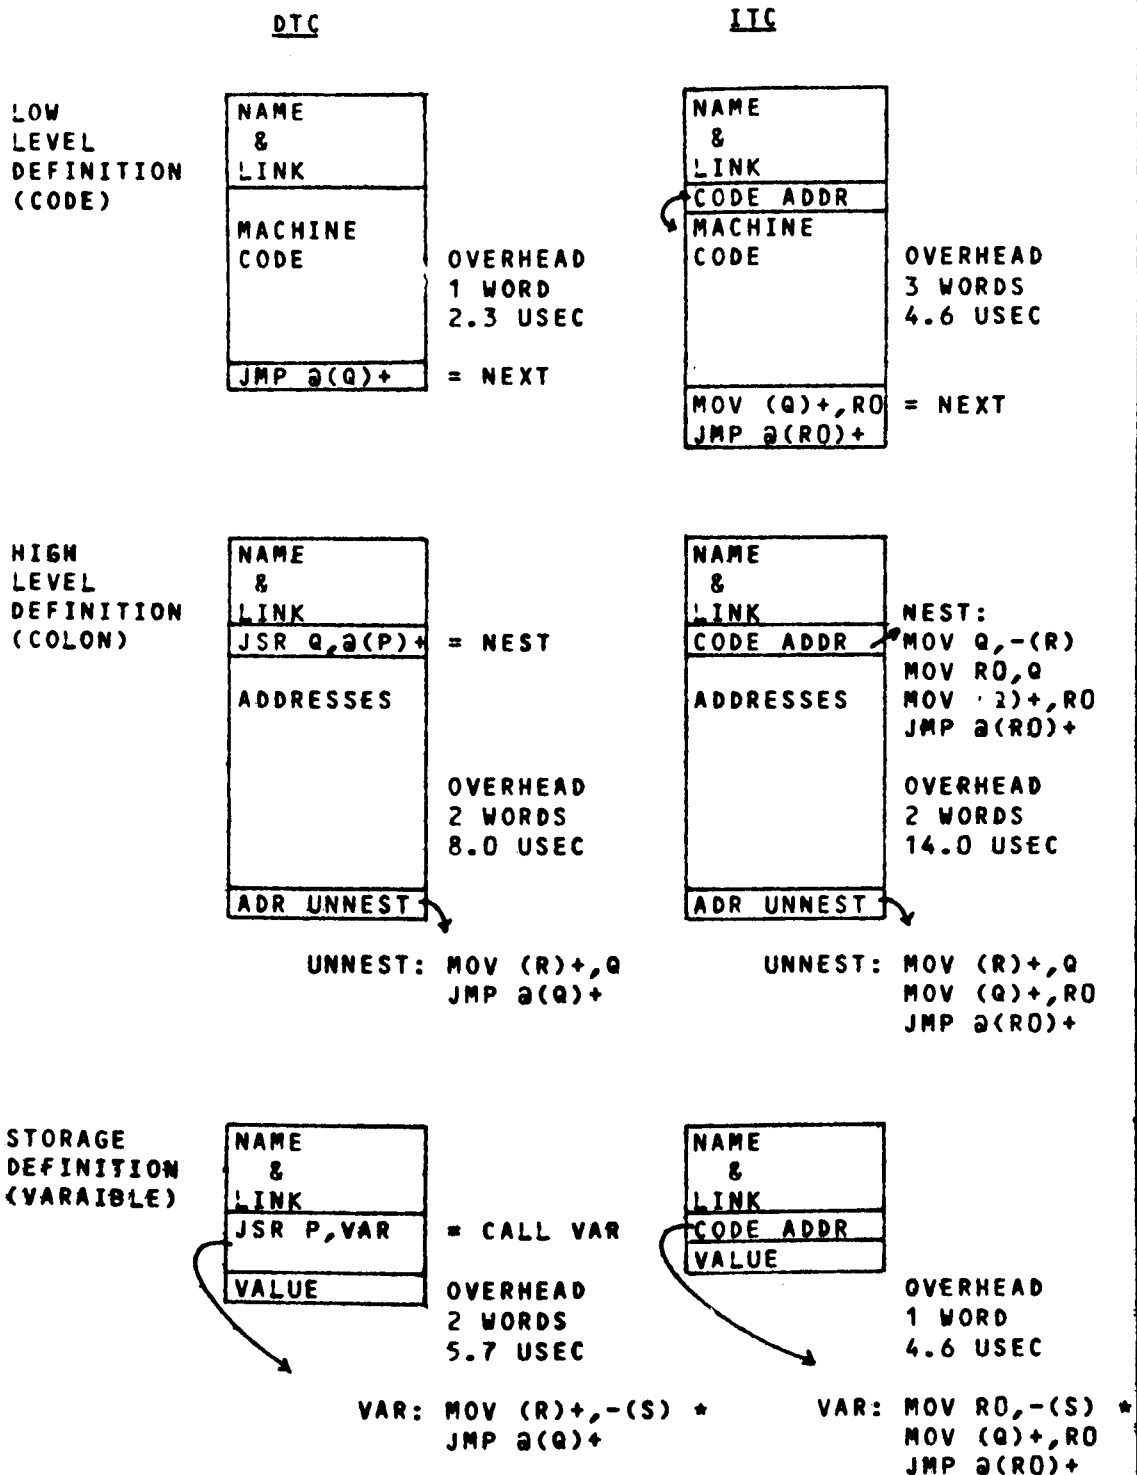 DTC
ITC
LOW
LEVEL
DEFINITION
(CODE)
NAME
&
LINK
MACHINE
CODE
JMP @(Q)+
OVERHEAD
1 WORD
2.3 USEC
= NEXT
NAME
&
LINK
CODE ADDR
MACHINE
CODE
MOV (Q)+,R0
JMP @(R0)+
OVERHEAD
3 WORDS
4.6 USEC
= NEXT
HIGH
LEVEL
DEFINITION
(COLON)
NAME
&
LINK
JSR Q,@(P)+
= NEST
ADDRESSES
OVERHEAD
2 WORDS
8.0 USEC
ADR UNNEST
UNNEST: MOV (R)+,Q
JMP @(Q)+
NAME
&
LINK
CODE ADDR
ADDRESSES
ADR UNNEST
NEST:
MOV Q,-(R)
MOV R0,Q
MOV )+,R0
JMP @(R0)+
OVERHEAD
2 WORDS
14.0 USEC
UNNEST: MOV (R)+,Q
MOV (Q)+,R0
JMP @(R0)+
STORAGE
DEFINITION
(VARAIBLE)
NAME
&
LINK
JSR P,VAR
= CALL VAR
VALUE
OVERHEAD
2 WORDS
5.7 USEC
VAR: MOV (R)+,-(S) *
JMP @(Q)+
NAME
&
LINK
CODE ADDR
VALUE
OVERHEAD
1 WORD
4.6 USEC
VAR: MOV R0,-(S) *
MOV (Q)+,R0
JMP @(R0)+